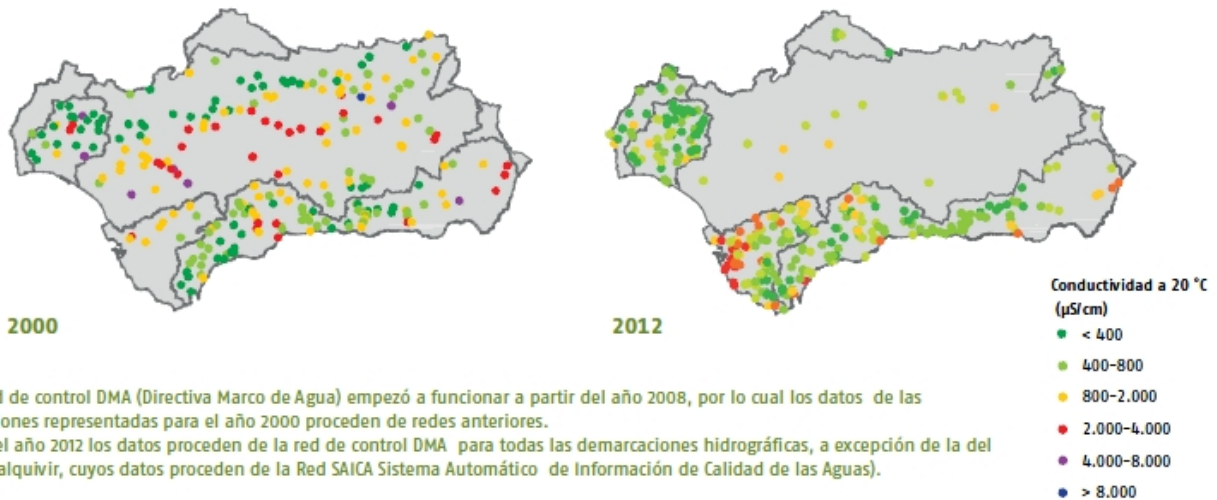 2000
2012
Conductividad a 20 °C
(µS/cm)
< 400
400-800
800-2.000
2.000-4.000
4.000-8.000
> 8.000
de control DMA (Directiva Marco de Agua) empezó a funcionar a partir del año 2008, por lo cual los datos de las
representadas para el año 2000 proceden de redes anteriores.
el año 2012 los datos proceden de la red de control DMA para todas las demarcaciones hidrográficas, a excepción de la del
cuyos datos proceden de la Red SAICA Sistema Automático de Información de Calidad de las Aguas).